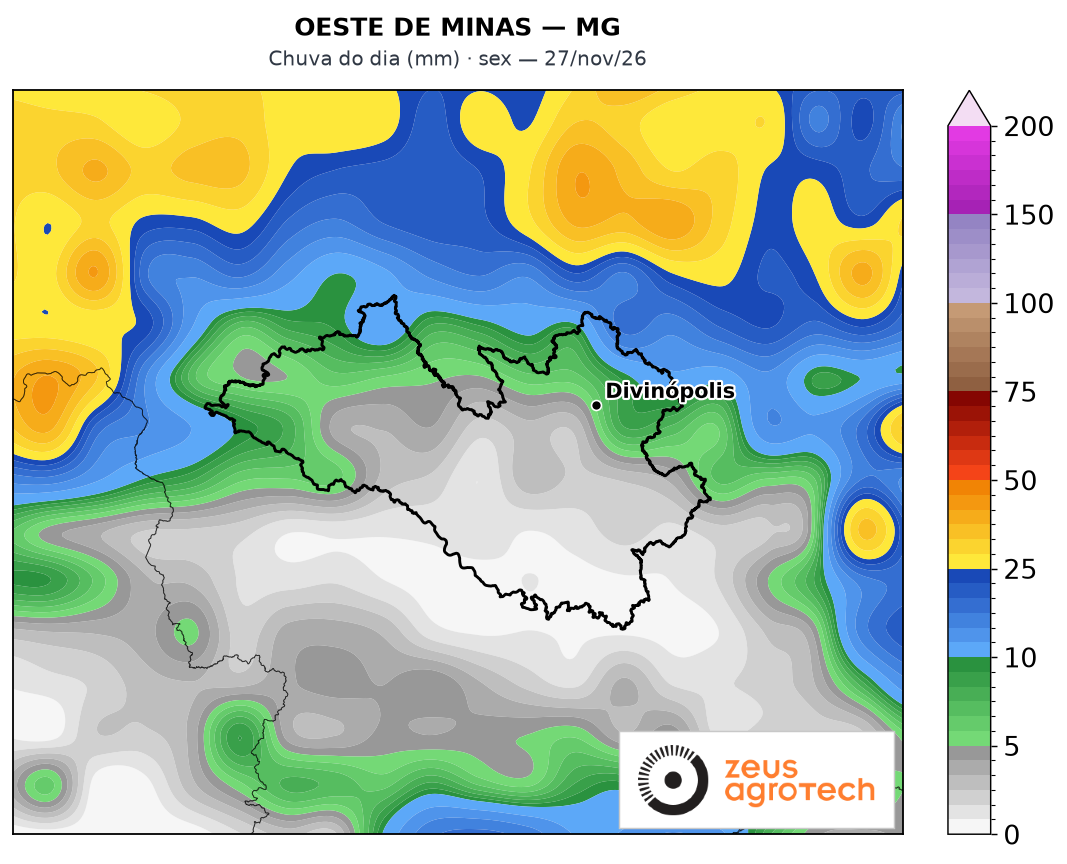 OESTE DE MINAS — MG
Chuva do dia (mm) · sex — 27/nov/26
200
150
100
75
50
25
10
5
0
Divinópolis
zeus
agrotech